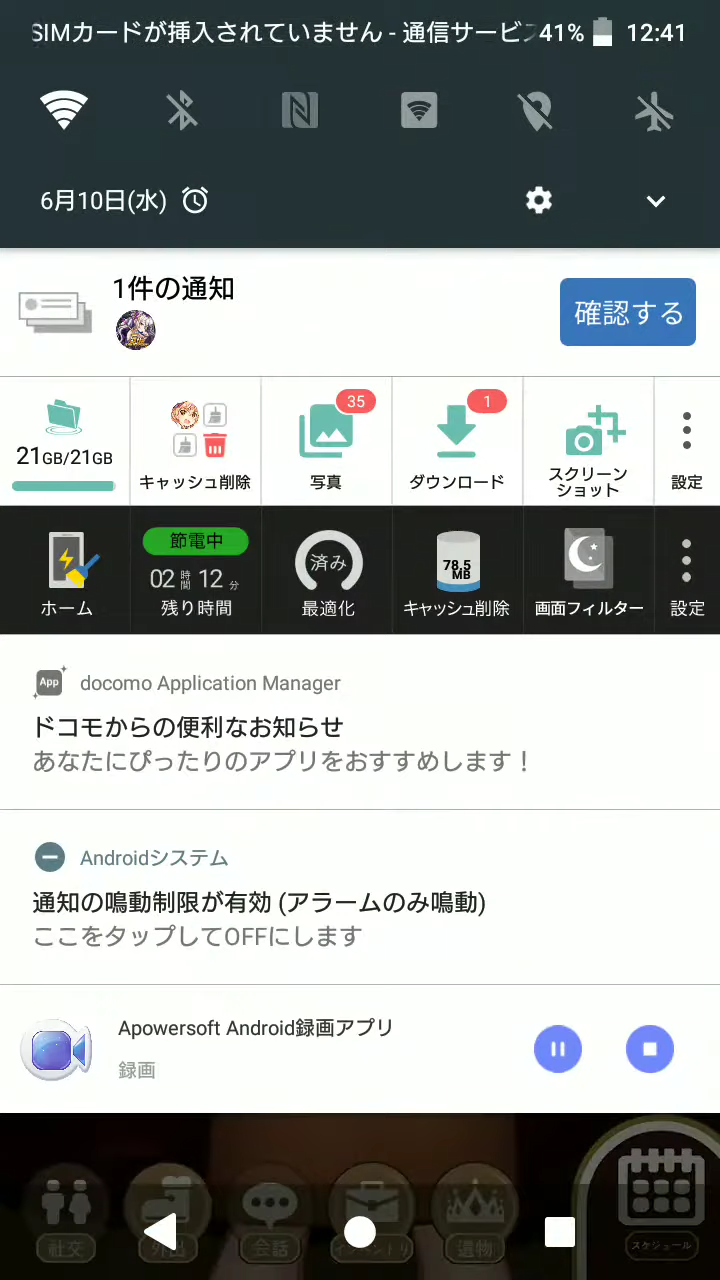 SIMカードが挿入されていません - 通信サービ 41% 12:41
6月10日(水)
1件の通知
確認する
35
1
21GB/21GB
キャッシュ削除
写真
ダウンロード
スクリーン
ショット
設定
節電中
済み
02時間12分
78.5
MB
ホーム
残り時間
最適化
キャッシュ削除
画面フィルター
設定
App
docomo Application Manager
ドコモからの便利なお知らせ
あなたにぴったりのアプリをおすすめします！
Androidシステム
通知の鳴動制限が有効 (アラームのみ鳴動)
ここをタップしてOFFにします
Apowersoft Android録画アプリ
録画
社交
外出
会話
インベントリ
遺物
スケジュール